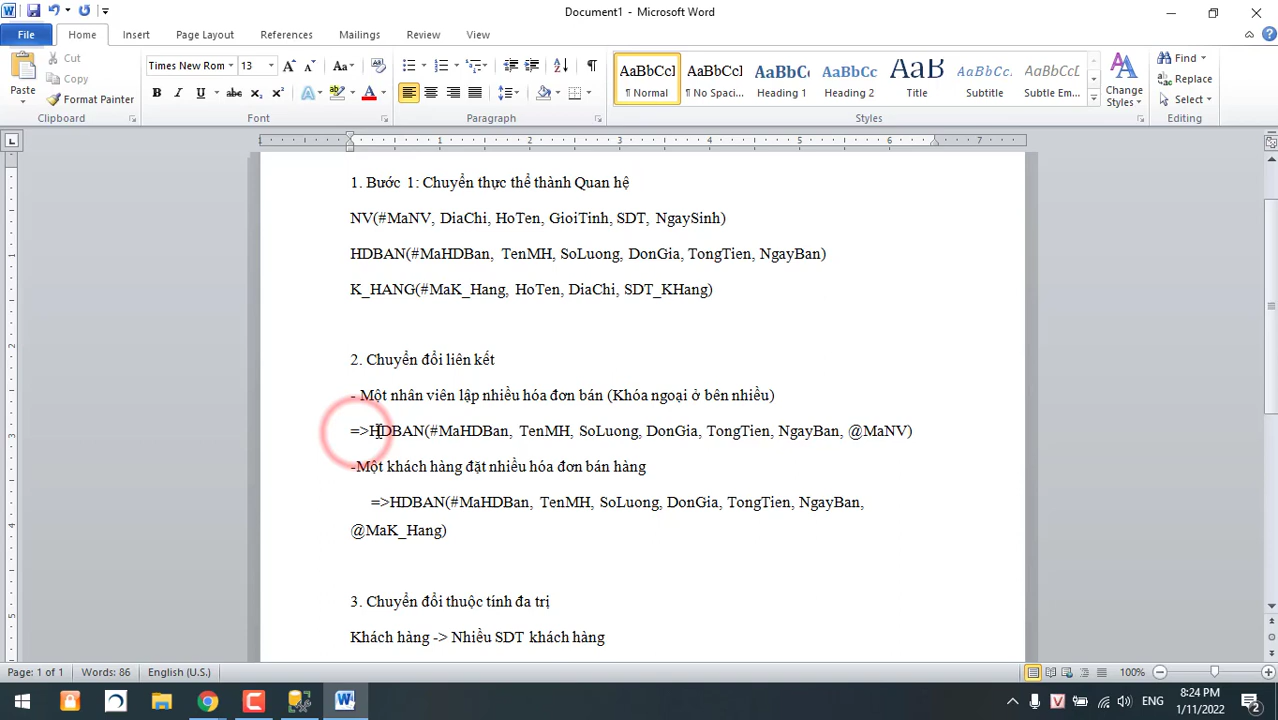 Document1 - Microsoft Word
File Home Insert Page Layout References Mailings Review View
Paste
Cut
Copy
Format Painter
Clipboard
Times New Rom 13
Font
Paragraph
AaBbCcI AaBbCcI AaBbCc AaBbCc AaB AaBbCcl AaBbCcD
¶ Normal ¶ No Spaci... Heading 1 Heading 2 Title Subtitle Subtle Em...
Styles
Change Styles
Find
Replace
Select
Editing
1. Bước 1: Chuyển thực thể thành Quan hệ
NV(#MaNV, DiaChi, HoTen, GioiTinh, SDT, NgaySinh)
HDBAN(#MaHDBan, TenMH, SoLuong, DonGia, TongTien, NgayBan)
K_HANG(#MaK_Hang, HoTen, DiaChi, SDT_KHang)
2. Chuyển đổi liên kết
- Một nhân viên lập nhiều hóa đơn bán (Khóa ngoại ở bên nhiều)
=>HDBAN(#MaHDBan, TenMH, SoLuong, DonGia, TongTien, NgayBan, @MaNV)
-Một khách hàng đặt nhiều hóa đơn bán hàng
=>HDBAN(#MaHDBan, TenMH, SoLuong, DonGia, TongTien, NgayBan,
@MaK_Hang)
3. Chuyển đổi thuộc tính đa trị
Khách hàng -> Nhiều SDT khách hàng
Page: 1 of 1 Words: 86 English (U.S.) 100%
ENG
8:24 PM
1/11/2022